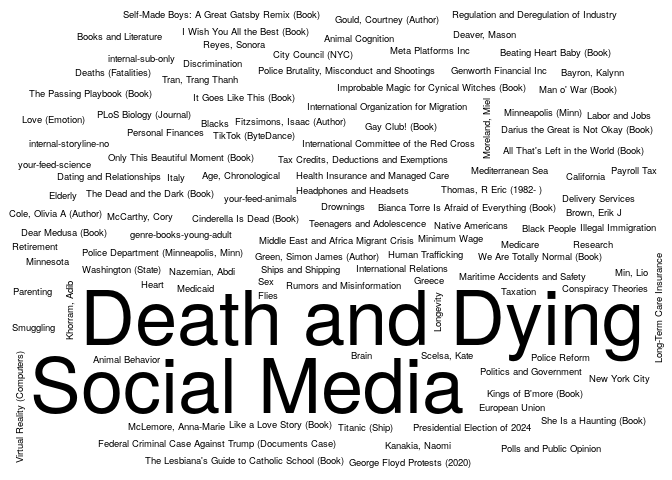 Self-Made Boys: A Great Gatsby Remix (Book)
Gould, Courtney (Author)
Regulation and Deregulation of Industry
I Wish You All the Best (Book)
Books and Literature
Reyes, Sonora
Animal Cognition
Deaver, Mason
City Council (NYC)
Meta Platforms Inc
Beating Heart Baby (Book)
internal-sub-only
Discrimination
Deaths (Fatalities)
Tran, Trang Thanh
Police Brutality, Misconduct and Shootings
Genworth Financial Inc
Bayron, Kalynn
The Passing Playbook (Book)
It Goes Like This (Book)
Improbable Magic for Cynical Witches (Book)
Man o' War (Book)
International Organization for Migration
Moreland, Miel
Love (Emotion)
PLoS Biology (Journal)
Blacks
Fitzsimons, Isaac (Author)
Minneapolis (Minn)
Labor and Jobs
Personal Finances
TikTok (ByteDance)
Gay Club! (Book)
Darius the Great is Not Okay (Book)
internal-storyline-no
International Committee of the Red Cross
All That's Left in the World (Book)
your-feed-science
Only This Beautiful Moment (Book)
Tax Credits, Deductions and Exemptions
Dating and Relationships
Italy
Age, Chronological
Health Insurance and Managed Care
Mediterranean Sea
California
Payroll Tax
Elderly
The Dead and the Dark (Book)
your-feed-animals
Headphones and Headsets
Thomas, R Eric (1982- )
Delivery Services
Drownings
Bianca Torre Is Afraid of Everything (Book)
Brown, Erik J
Cole, Olivia A (Author)
McCarthy, Cory
Cinderella Is Dead (Book)
Teenagers and Adolescence
Native Americans
Black People
Illegal Immigration
Dear Medusa (Book)
genre-books-young-adult
Middle East and Africa Migrant Crisis
Minimum Wage
Medicare
Research
Retirement
Police Department (Minneapolis, Minn)
Green, Simon James (Author)
Human Trafficking
We Are Totally Normal (Book)
Minnesota
Washington (State)
Nazemian, Abdi
Ships and Shipping
International Relations
Maritime Accidents and Safety
Min, Lio
Long-Term Care Insurance
Parenting
Khorram, Adib
Heart
Medicaid
Sex
Rumors and Misinformation
Greece
Longevity
Taxation
Conspiracy Theories
Flies
Smuggling
Death and Dying
Animal Behavior
Brain
Scelsa, Kate
Police Reform
Virtual Reality (Computers)
Social Media
Politics and Government
New York City
Kings of B'more (Book)
European Union
McLemore, Anna-Marie
Like a Love Story (Book)
Titanic (Ship)
Presidential Election of 2024
She Is a Haunting (Book)
Federal Criminal Case Against Trump (Documents Case)
Kanakia, Naomi
Polls and Public Opinion
The Lesbiana's Guide to Catholic School (Book)
George Floyd Protests (2020)